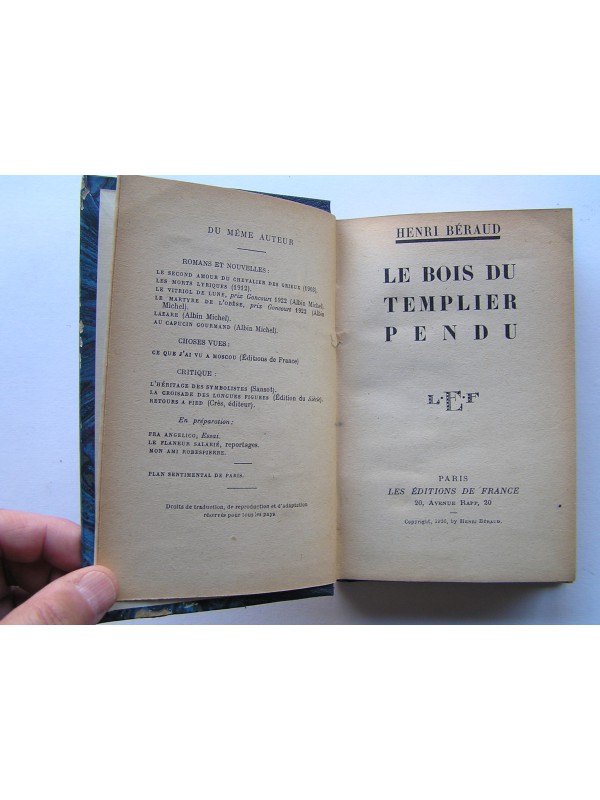 DU MÊME AUTEUR
ROMANS ET NOUVELLES :
LE SECOND AMOUR DU CHEVALIER DES GRIEUX (1903).
LES MORTS LYRIQUES (1912).
LE VITRIOL DE LUNE, prix Goncourt 1922 (Albin Michel).
LE MARTYRE DE L'OBÈSE, prix Goncourt 1922 (Albin
Michel).
LAZARE (Albin Michel).
AU CAPUCIN GOURMAND (Albin Michel).
CHOSES VUES :
CE QUE J'AI VU A MOSCOU (Éditions de France)
CRITIQUE :
L'HÉRITAGE DES SYMBOLISTES (Sansot).
LA CROISADE DES LONGUES FIGURES (Édition du Siècle).
RETOURS A PIED (Crès, éditeur).
En préparation :
FRA ANGELICO, Essai.
LE FLANEUR SALARIÉ, reportages.
MON AMI ROBESPIERRE.
PLAN SENTIMENTAL DE PARIS.
Droits de traduction, de reproduction et d'adaptation
réservés pour tous les pays
HENRI BÉRAUD
LE BOIS DU
TEMPLIER
PENDU
L·E·F
PARIS
LES ÉDITIONS DE FRANCE
20, AVENUE RAPP, 20
Copyright, 1926, by HENRI BÉRAUD.